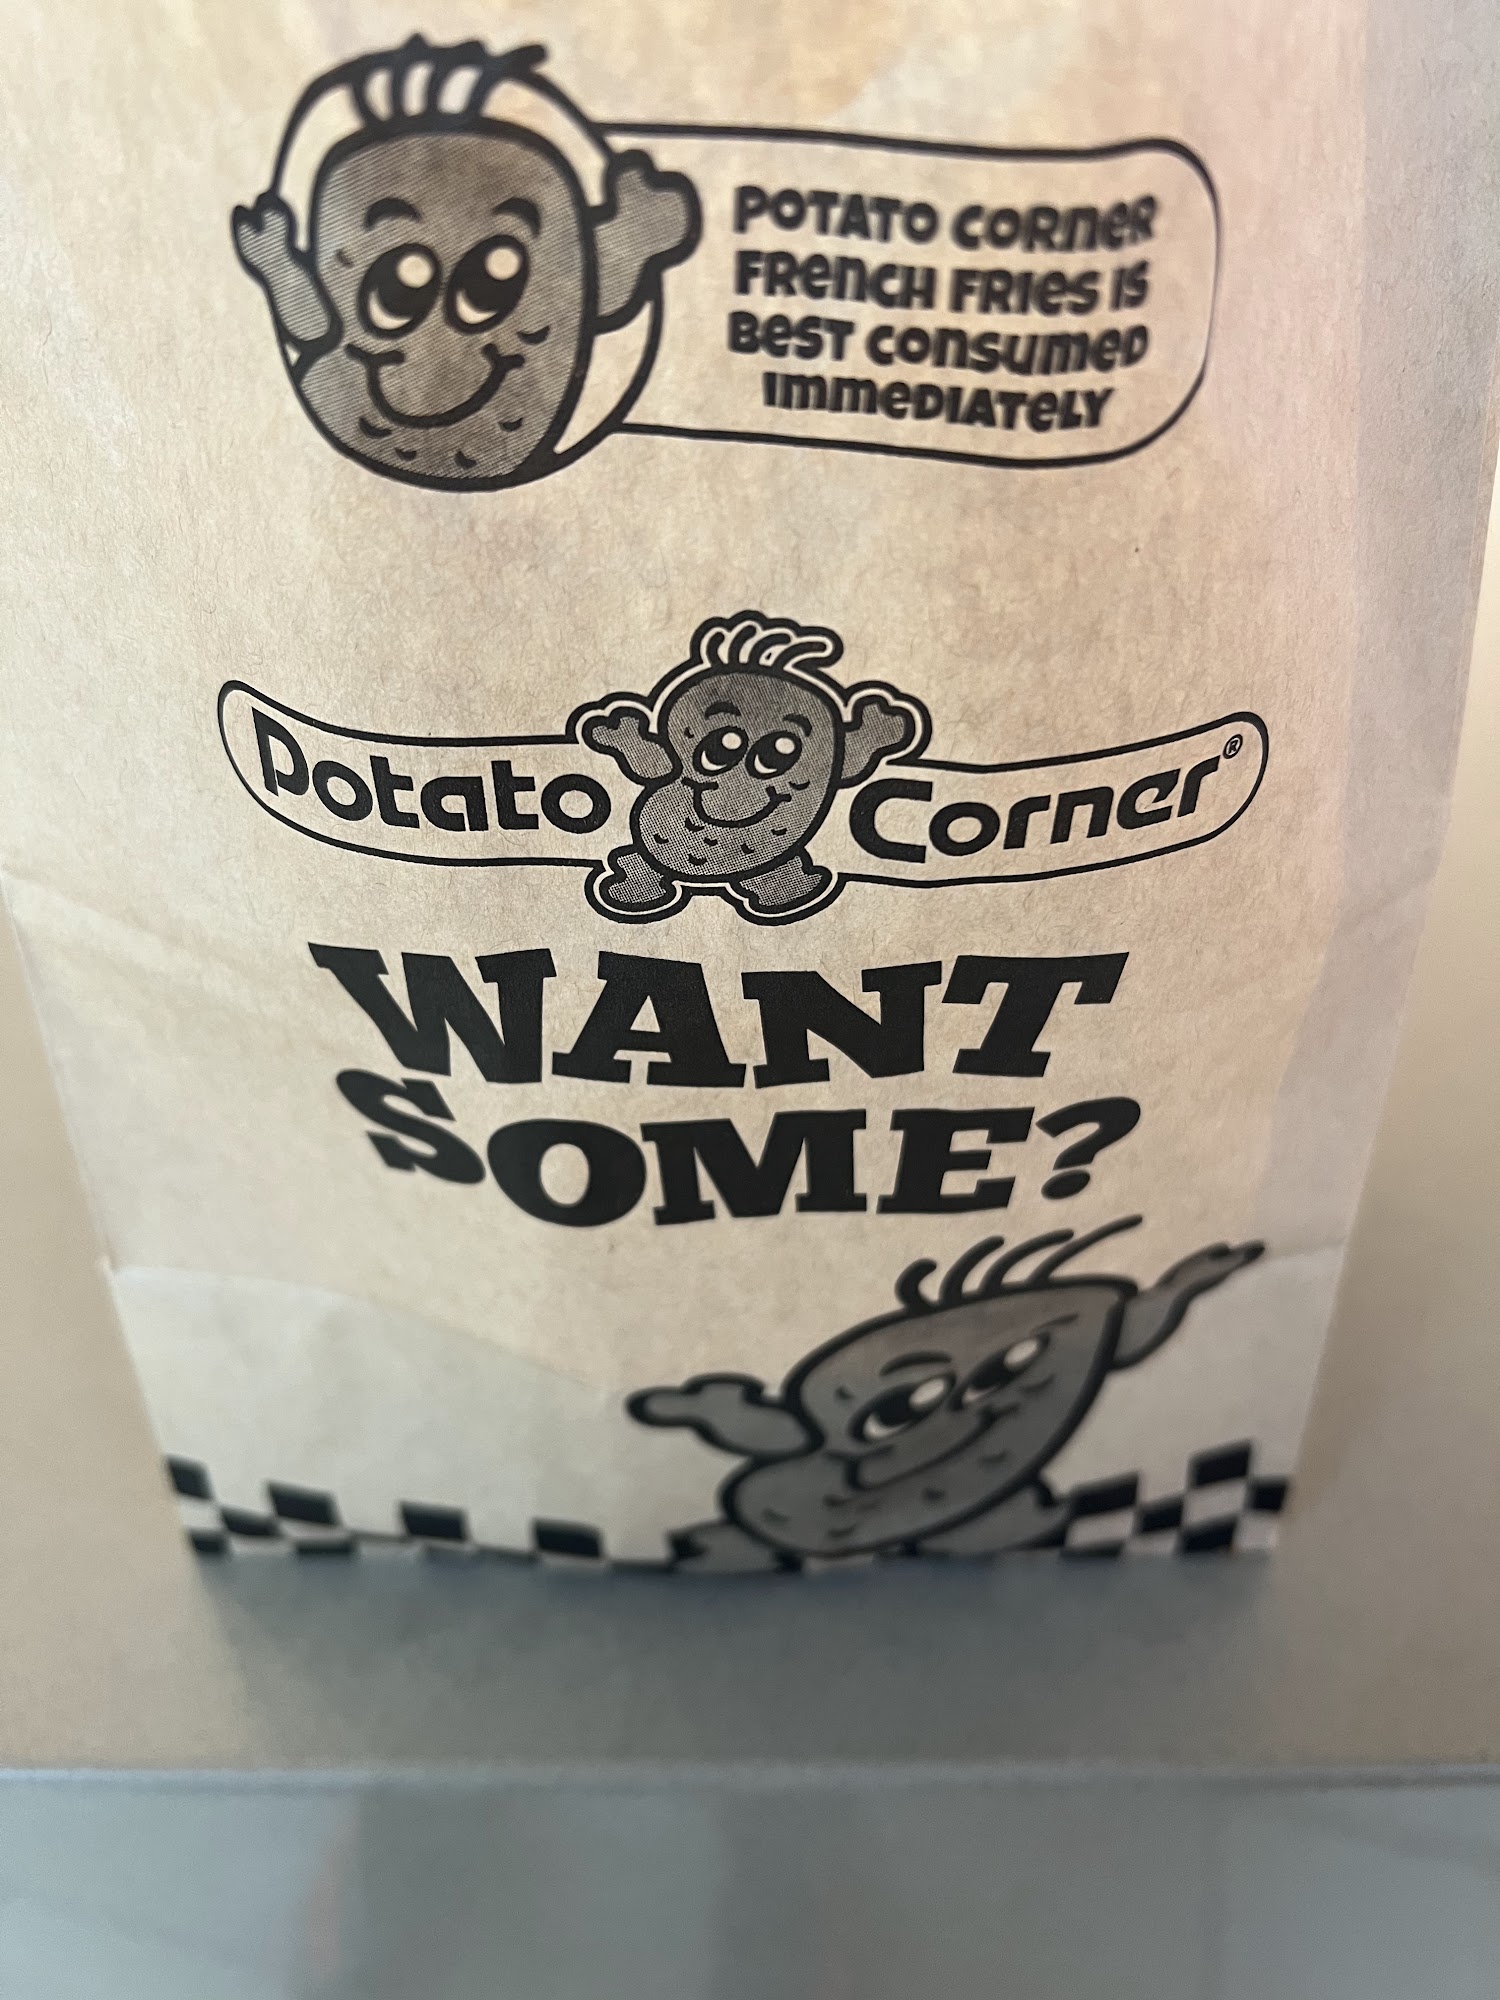 POTATO CORNER
FRENCH FRIES IS
BEST CONSUMED
IMMEDIATELY
Potato Corner®
WANT
SOME?